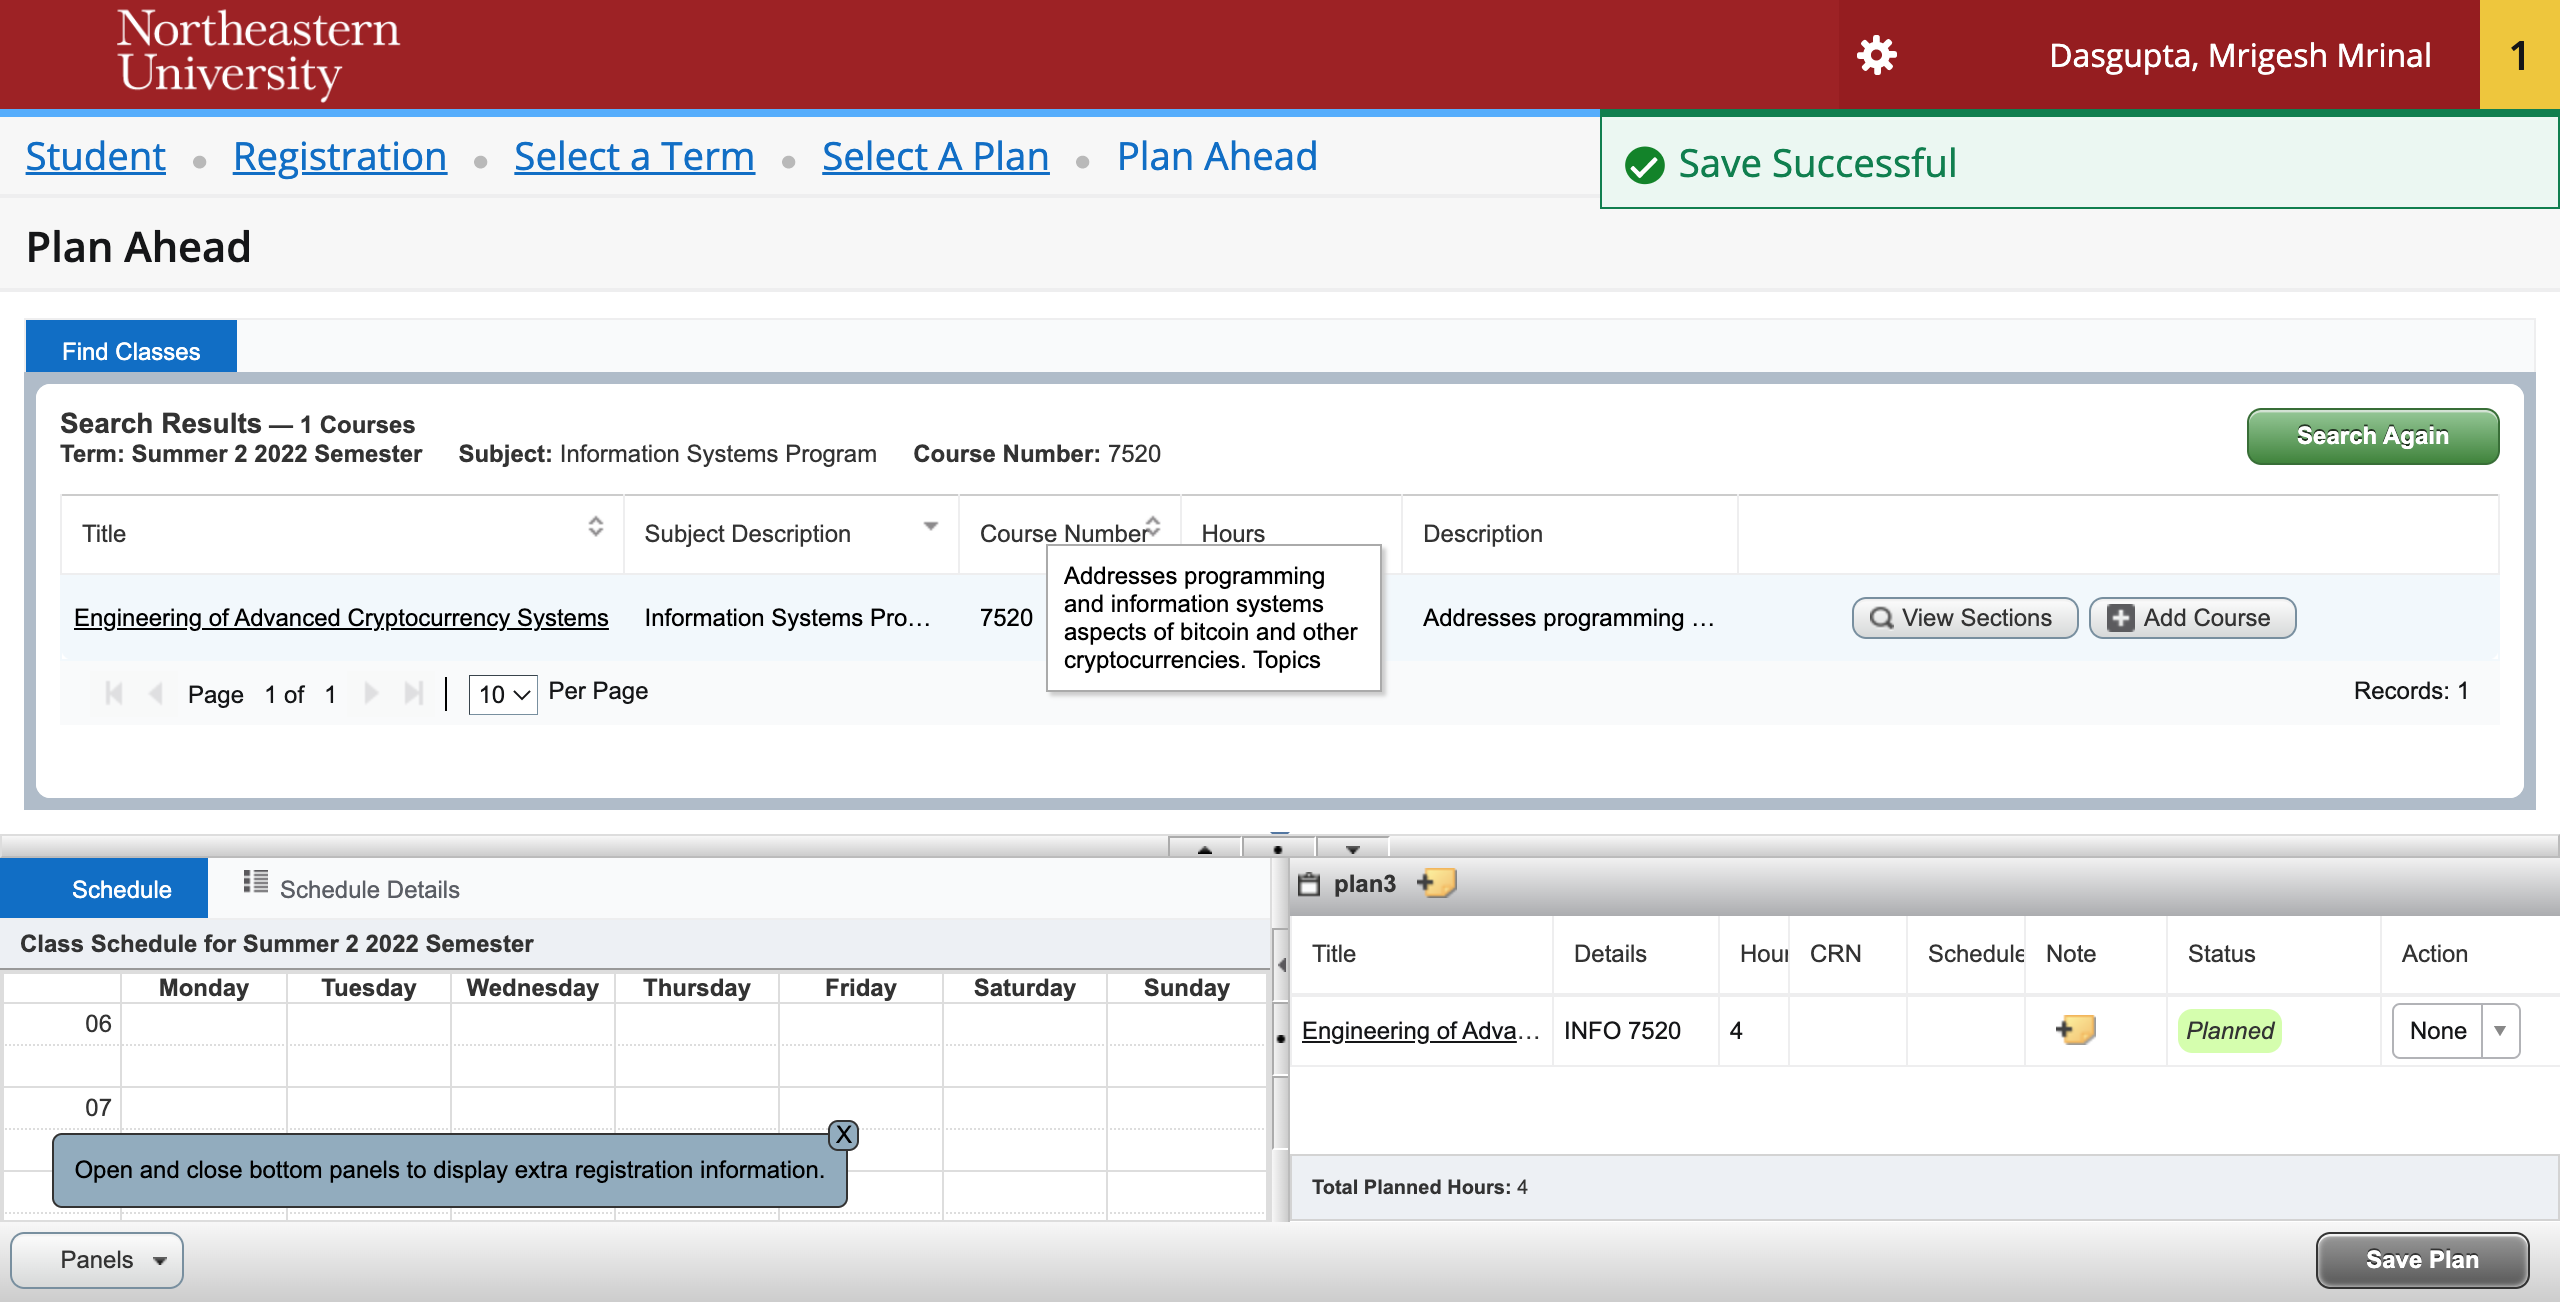 Northeastern
University
Dasgupta, Mrigesh Mrinal
1
Student
Registration
Select a Term
Select A Plan
Plan Ahead
Save Successful
Plan Ahead
Find Classes
Search Results — 1 Courses
Term: Summer 2 2022 Semester Subject: Information Systems Program Course Number: 7520
Search Again
Title Subject Description Course Number Hours Description
Engineering of Advanced Cryptocurrency Systems Information Systems Pro... 7520 Addresses programming ... View Sections Add Course
Addresses programming
and information systems
aspects of bitcoin and other
cryptocurrencies. Topics
Page 1 of 1 10 Per Page Records: 1
Schedule Schedule Details
Class Schedule for Summer 2 2022 Semester
Monday Tuesday Wednesday Thursday Friday Saturday Sunday
06
07
X
Open and close bottom panels to display extra registration information.
plan3
Title Details Hour CRN Schedule Note Status Action
Engineering of Adva... INFO 7520 4 Planned None
Total Planned Hours: 4
Panels
Save Plan